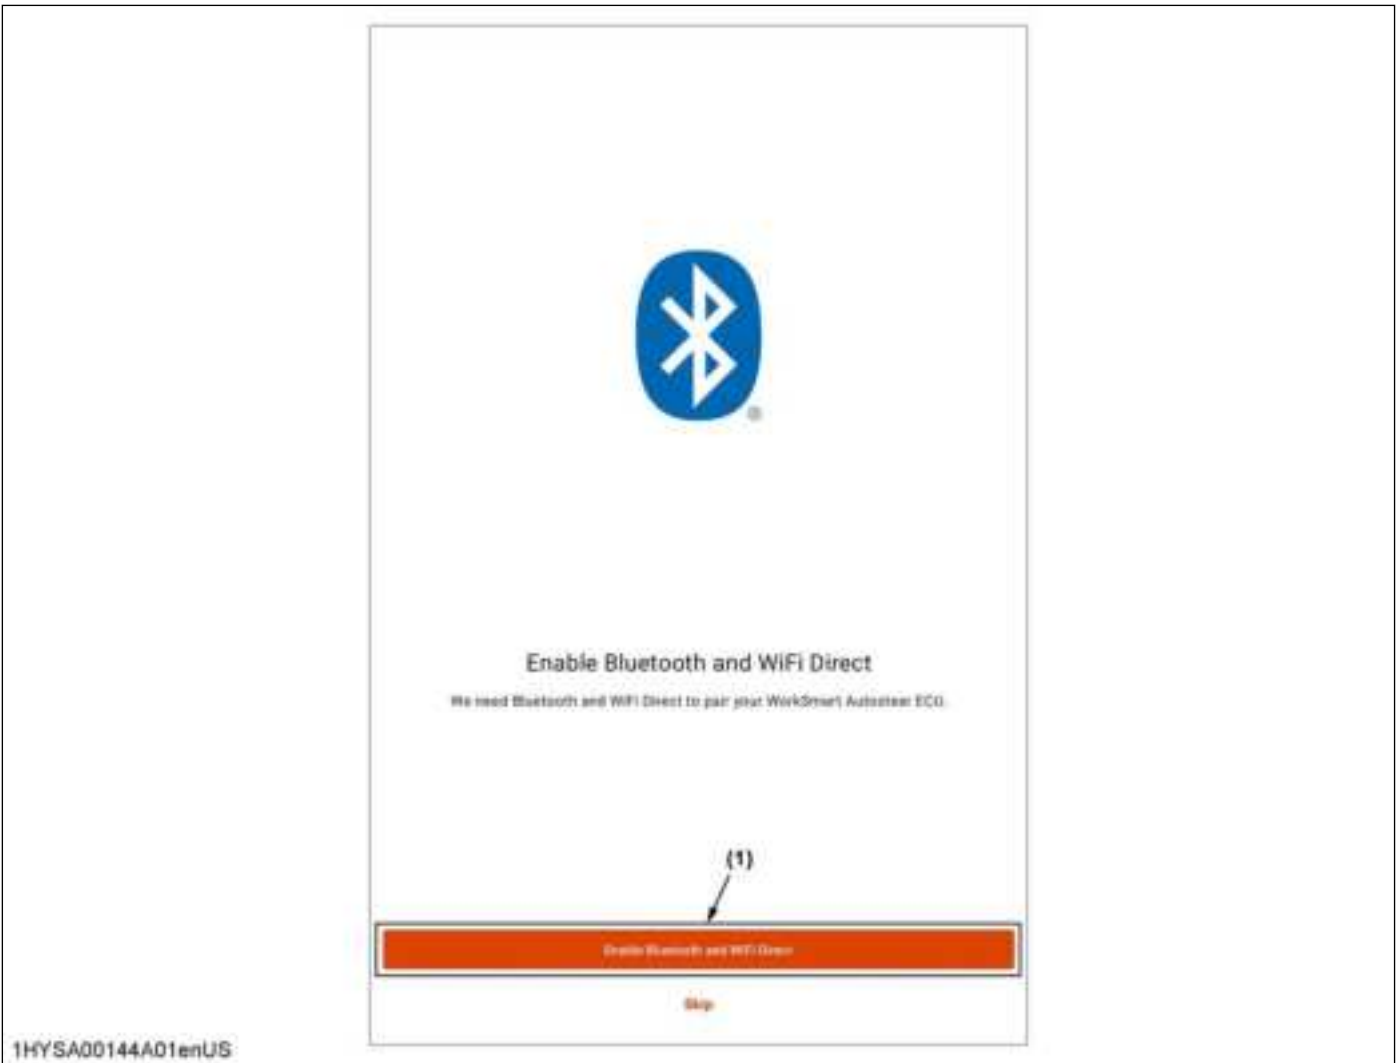 Enable Bluetooth and WiFi Direct
We need Bluetooth and WiFi Direct to pair your WorkSmart Autosteer ECU.
(1)
Enable Bluetooth and WiFi Direct
Skip
1HYSA00144A01enUS